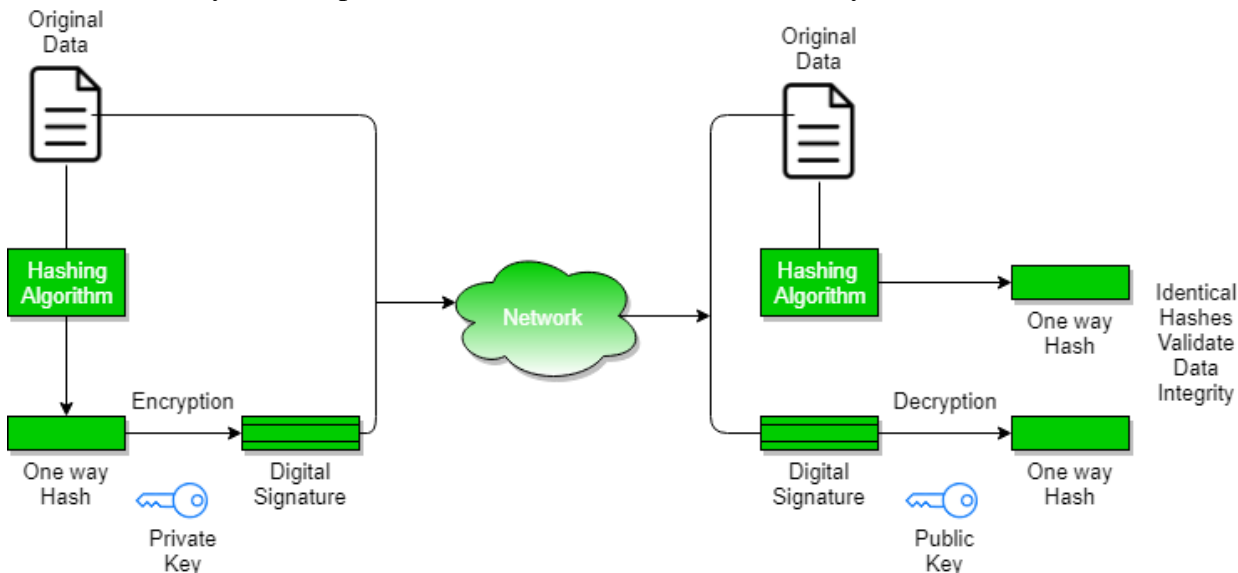 Original
Data
Hashing
Algorithm
Encryption
One way
Hash
Digital
Signature
Private
Key
Network
Original
Data
Hashing
Algorithm
One way
Hash
Identical
Hashes
Validate
Data
Integrity
Decryption
Digital
Signature
One way
Hash
Public
Key